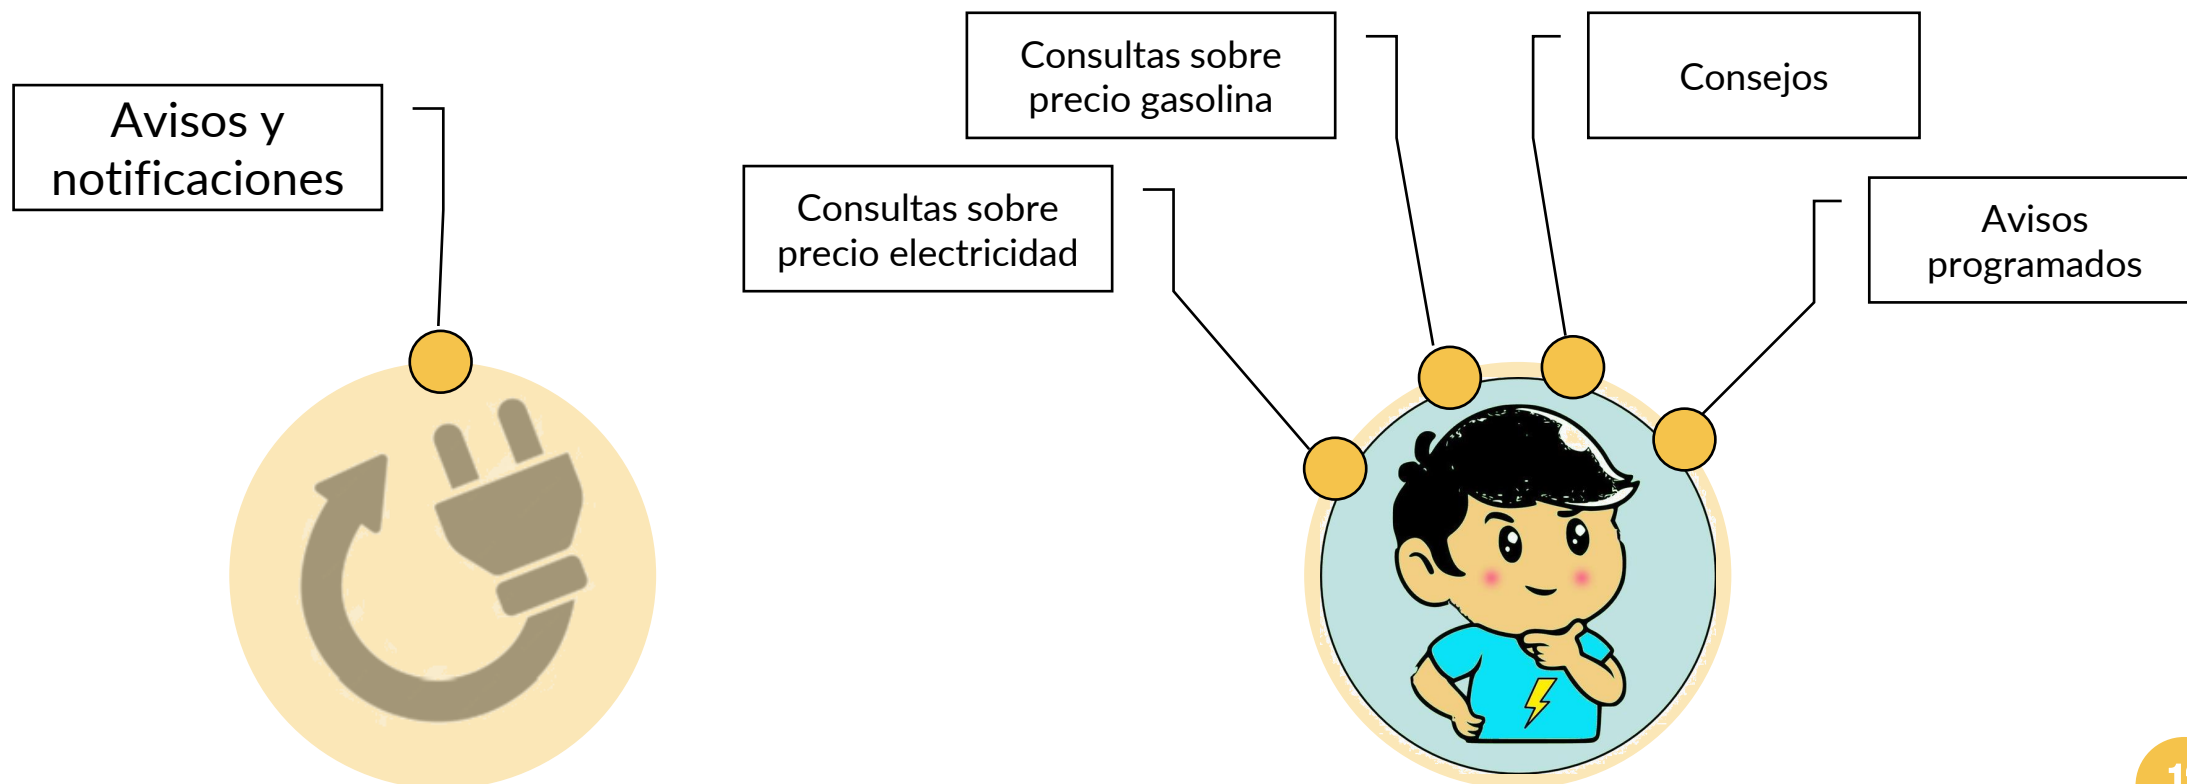 Avisos y
notificaciones
Consultas sobre
precio electricidad
Consultas sobre
precio gasolina
Consejos
Avisos
programados